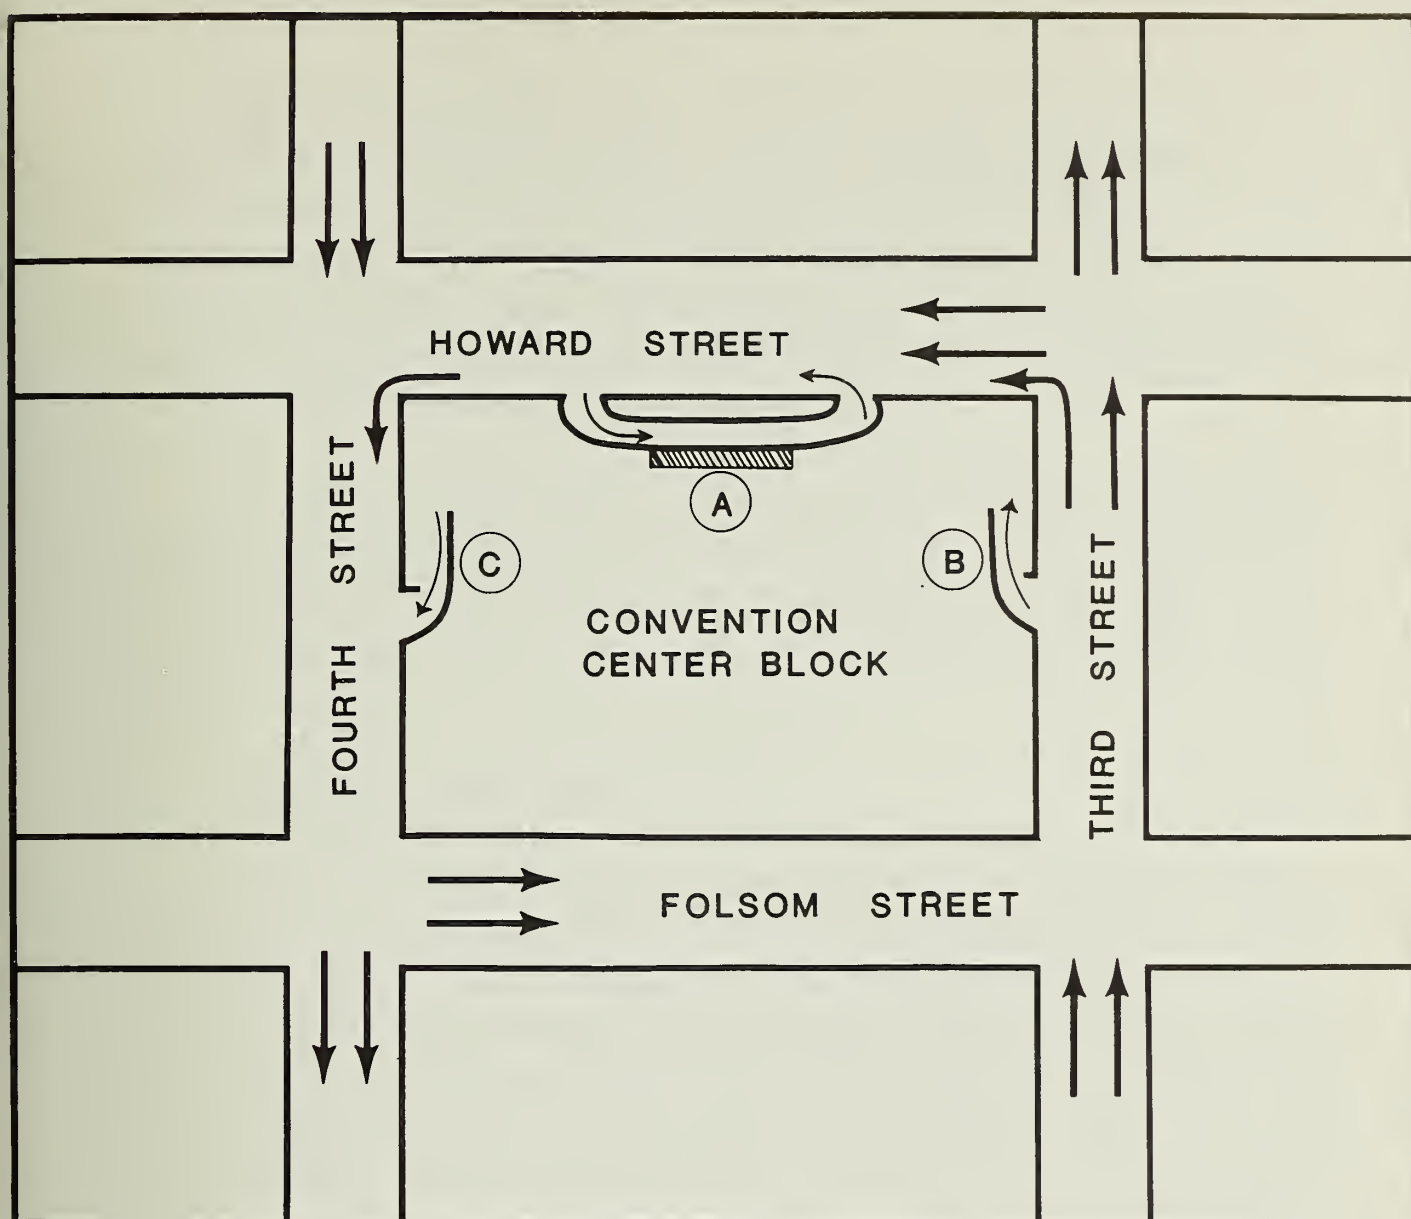 HOWARD STREET
A
C
B
CONVENTION
CENTER BLOCK
FOURTH STREET
THIRD STREET
FOLSOM STREET